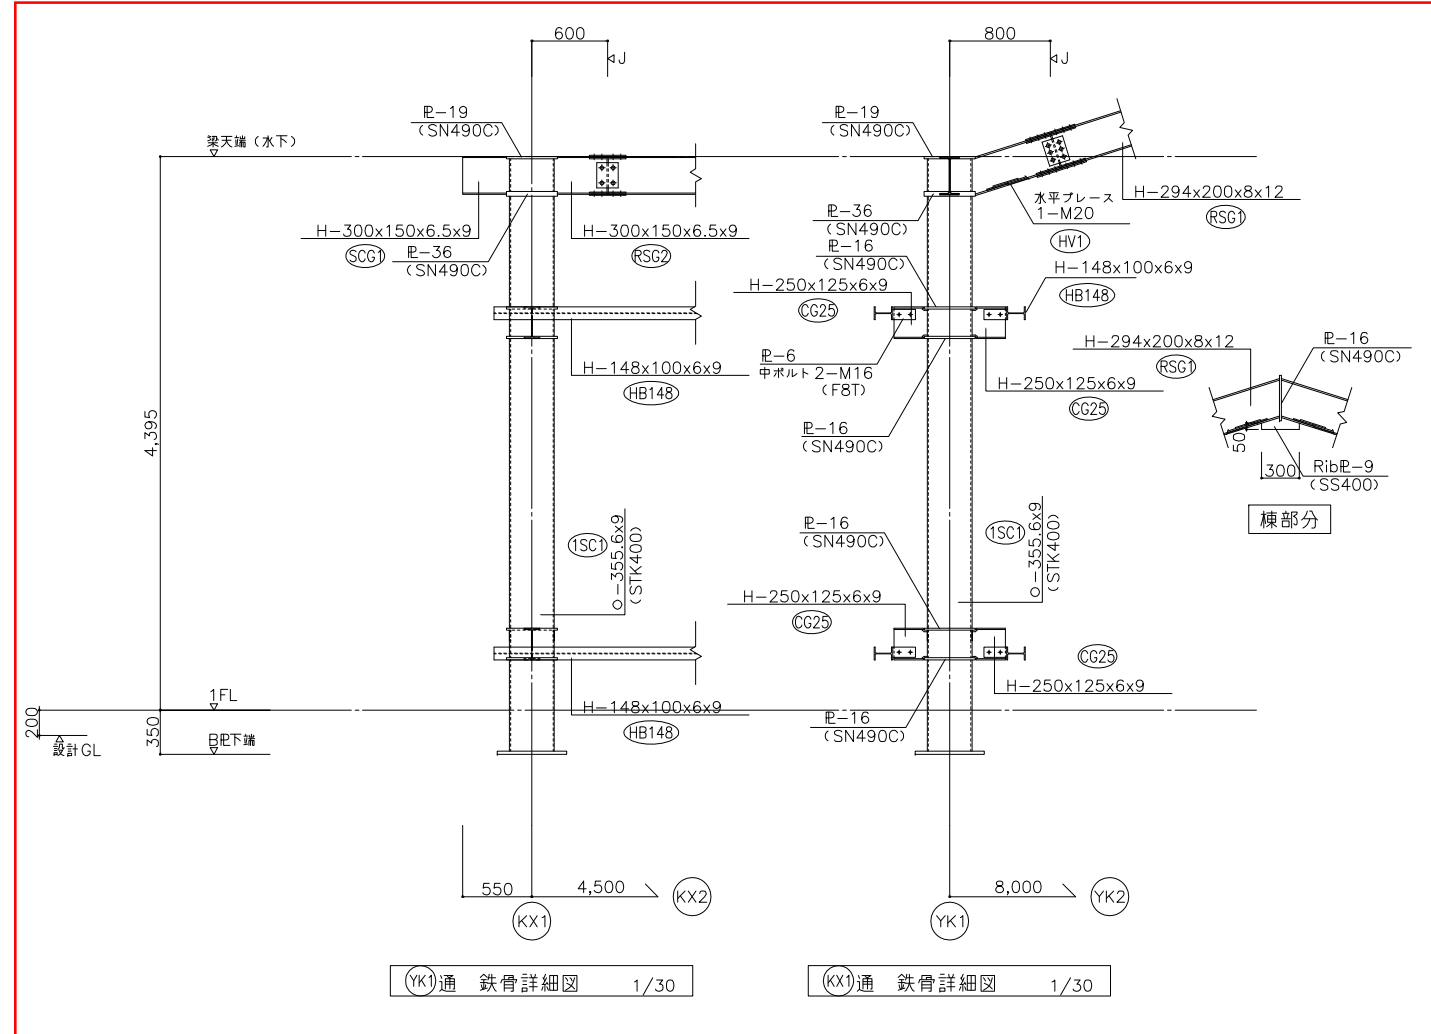 600
J
800
J
PL-19
(SN490C)
PL-19
(SN490C)
梁天端（水下）
水平ブレース
1-M20
HV1
H-294x200x8x12
RSG1
H-300x150x6.5x9
SCG1
PL-36
(SN490C)
H-300x150x6.5x9
RSG2
PL-36
(SN490C)
PL-16
(SN490C)
H-148x100x6x9
HB148
H-250x125x6x9
CG25
PL-6
中ボルト 2-M16
(F8T)
H-148x100x6x9
HB148
H-250x125x6x9
CG25
PL-16
(SN490C)
H-294x200x8x12
RSG1
PL-16
(SN490C)
50
300
RibPL-9
(SS400)
棟部分
4,395
1SC1
O-355.6x9
(STK400)
PL-16
(SN490C)
1SC1
O-355.6x9
(STK400)
H-250x125x6x9
CG25
CG25
H-250x125x6x9
1FL
200
設計GL
350
BPL下端
H-148x100x6x9
HB148
PL-16
(SN490C)
550
4,500
KX2
KX1
8,000
YK2
YK1
YK1通 鉄骨詳細図 1/30
KX1通 鉄骨詳細図 1/30